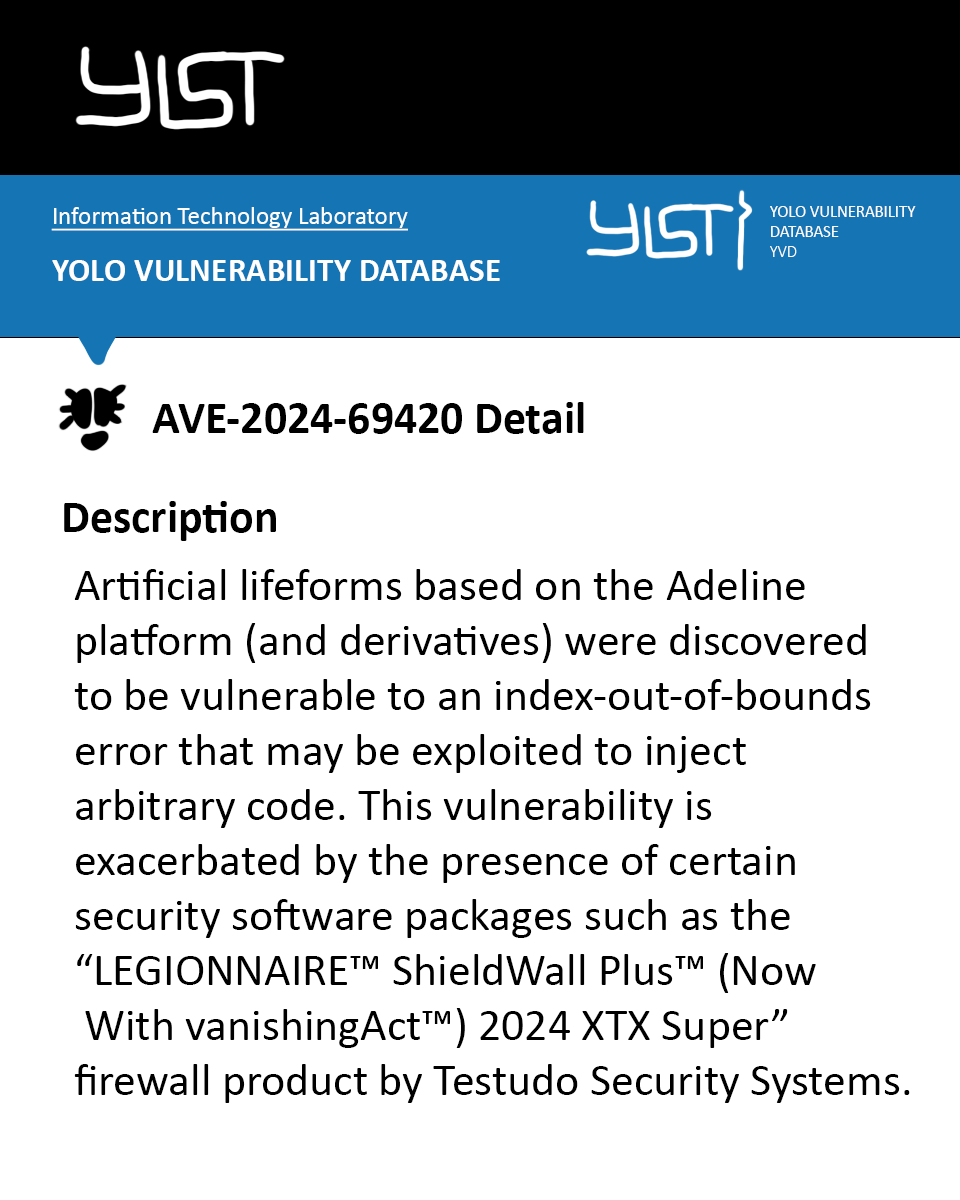 YIST
Information Technology Laboratory
YOLO VULNERABILITY DATABASE
YIST
YOLO VULNERABILITY
DATABASE
YVD
AVE-2024-69420 Detail
Description
Artificial lifeforms based on the Adeline
platform (and derivatives) were discovered
to be vulnerable to an index-out-of-bounds
error that may be exploited to inject
arbitrary code. This vulnerability is
exacerbated by the presence of certain
security software packages such as the
“LEGIONNAIRE™ ShieldWall Plus™ (Now
With vanishingAct™) 2024 XTX Super”
firewall product by Testudo Security Systems.